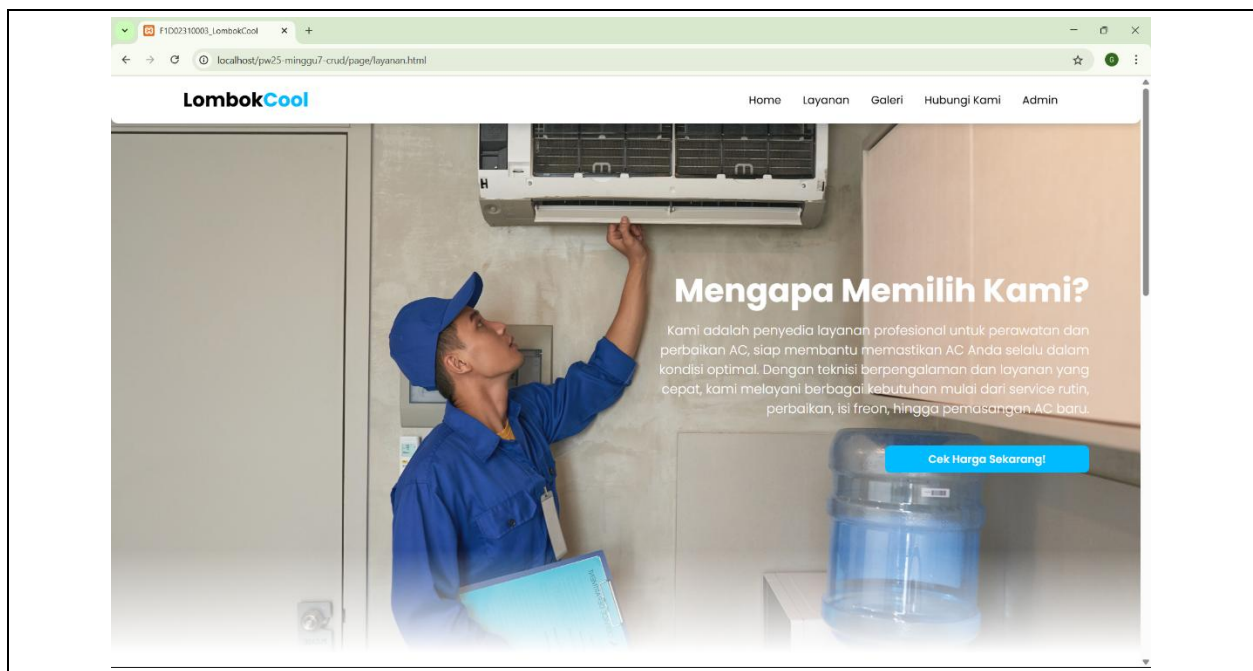 F1D02310003_LombokCool
localhost/pw25-minggu7-crud/page/layanan.html
G
LombokCool
Home Layanan Galeri Hubungi Kami Admin
Mengapa Memilih Kami?
Kami adalah penyedia layanan profesional untuk perawatan dan
perbaikan AC, siap membantu memastikan AC Anda selalu dalam
kondisi optimal. Dengan teknisi berpengalaman dan layanan yang
cepat, kami melayani berbagai kebutuhan mulai dari service rutin,
perbaikan, isi freon, hingga pemasangan AC baru.
Cek Harga Sekarang!